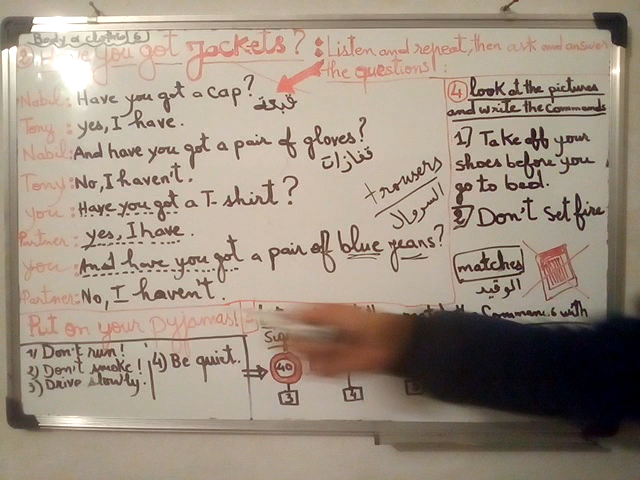 Body & clothes 6
2) Have you got Jackets? : Listen and repeat, then ask and answer
the questions! :
Nabil: Have you got a cap?
قبعة
Tony: yes, I have.
Nabil: And have you got a pair of gloves?
قفازات
Tony: No, I haven't.
you: Have you got a T-shirt?
Partner: yes, I have.
you: And have you got a pair of blue jeans?
Partner: No, I haven't.
trousers
السروال
4 look at the pictures
and write the Commands
1) Take off your
shoes before you
go to bed.
2) Don't set fire
matches
الوقيد
Put on your Pyjamas!
1) Don't run!
2) Don't smoke!
3) Drive slowly.
4) Be quiet.
the Commands with
40
3
4